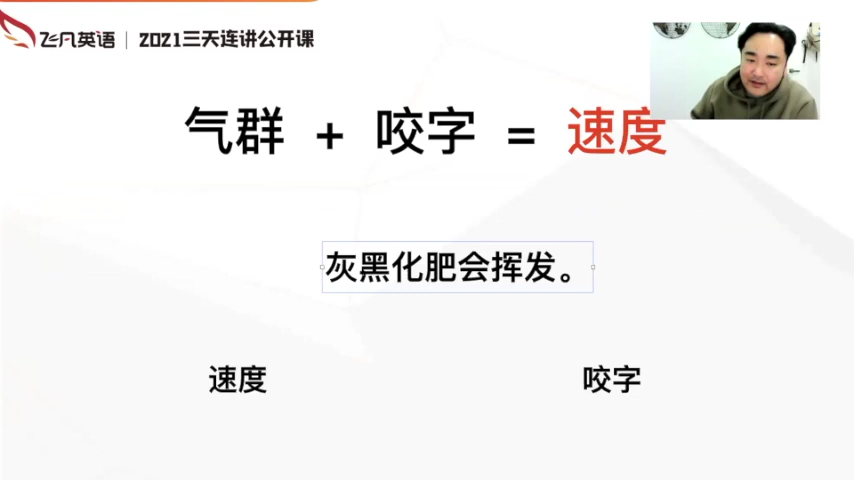 飞凡英语 | 2021三天连讲公开课
气群 + 咬字 = 速度
灰黑化肥会挥发。
速度 咬字